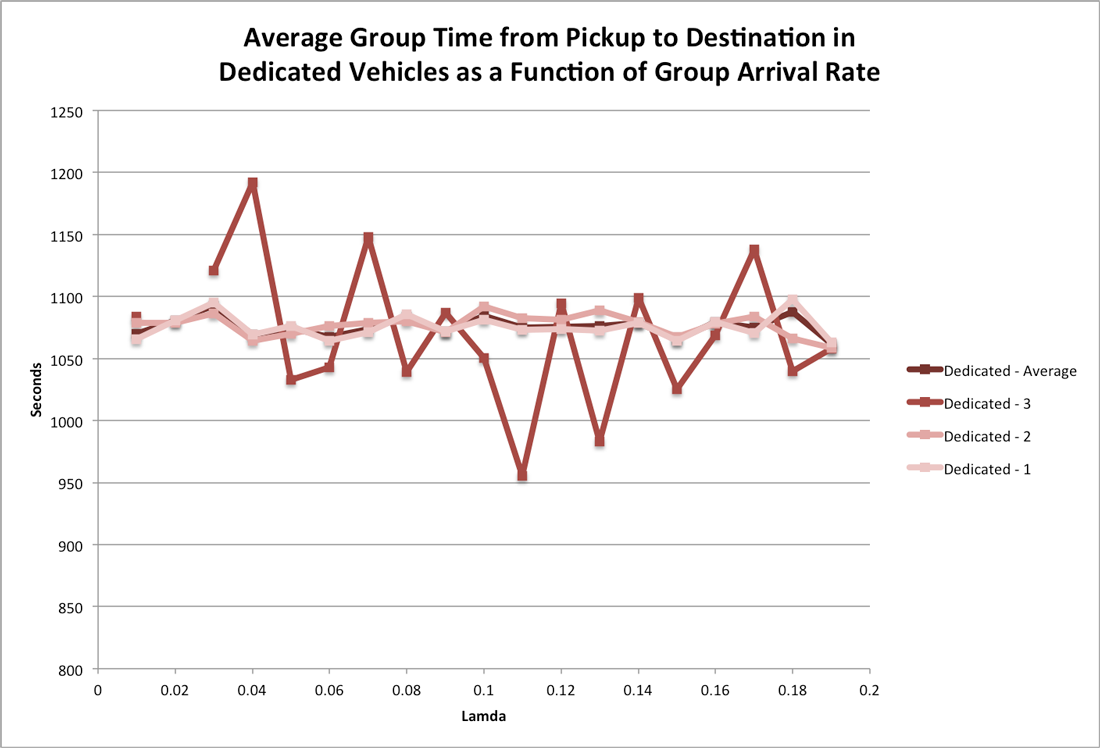 Average Group Time from Pickup to Destination in
Dedicated Vehicles as a Function of Group Arrival Rate
1250
1200
1150
1100
1050
1000
950
900
850
800
Seconds
0
0.02
0.04
0.06
0.08
0.1
0.12
0.14
0.16
0.18
0.2
Lamda
Dedicated - Average
Dedicated - 3
Dedicated - 2
Dedicated - 1